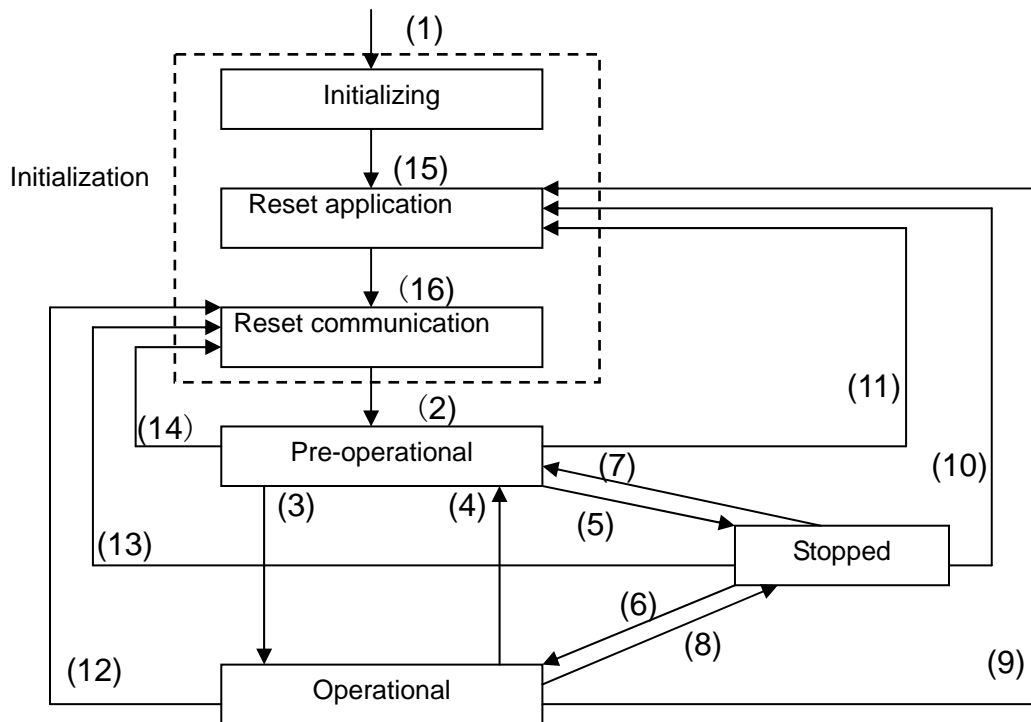 (1)
Initializing
Initialization
(15)
Reset application
（16)
Reset communication
(11)
（2)
(14）
Pre-operational
(7)
(10)
(3)
(4)
(5)
(13)
Stopped
(6)
(8)
(12)
(9)
Operational